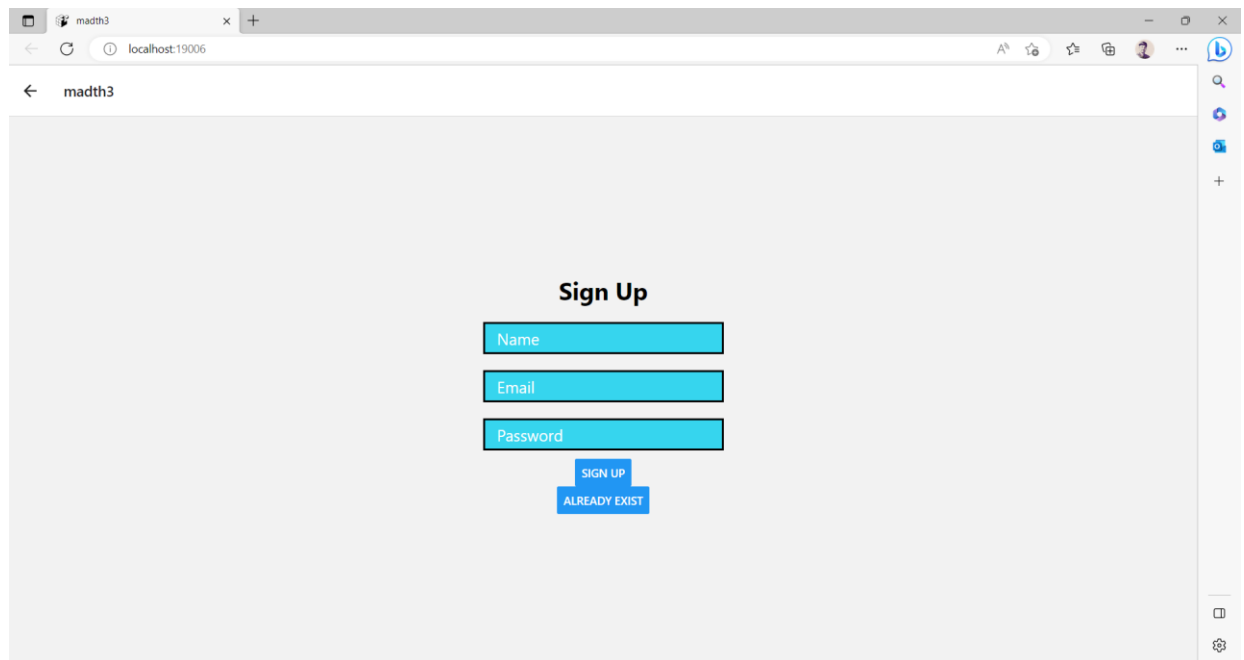 madth3
localhost:19006
madth3
Sign Up
Name
Email
Password
SIGN UP
ALREADY EXIST